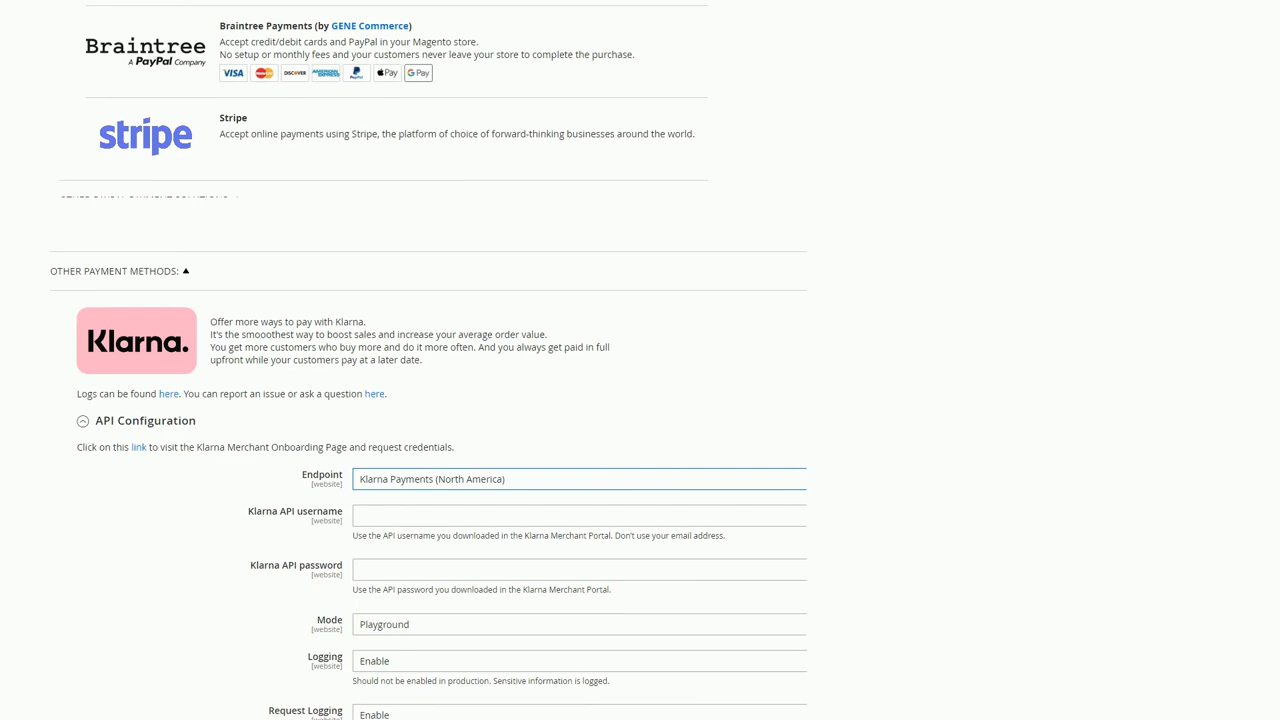 Braintree
A PayPal Company
Braintree Payments (by GENE Commerce)
Accept credit/debit cards and PayPal in your Magento store.
No setup or monthly fees and your customers never leave your store to complete the purchase.
VISA MasterCard DISCOVER AMERICAN EXPRESS PayPal Pay G Pay
stripe
Stripe
Accept online payments using Stripe, the platform of choice of forward-thinking businesses around the world.
OTHER PAYMENT METHODS:
Klarna.
Offer more ways to pay with Klarna.
It's the smooothest way to boost sales and increase your average order value.
You get more customers who buy more and do it more often. And you always get paid in full
upfront while your customers pay at a later date.
Logs can be found here. You can report an issue or ask a question here.
API Configuration
Click on this link to visit the Klarna Merchant Onboarding Page and request credentials.
Endpoint
[website]
Klarna Payments (North America)
Klarna API username
[website]
Use the API username you downloaded in the Klarna Merchant Portal. Don't use your email address.
Klarna API password
[website]
Use the API password you downloaded in the Klarna Merchant Portal.
Mode
[website]
Playground
Logging
[website]
Enable
Should not be enabled in production. Sensitive information is logged.
Request Logging
Enable